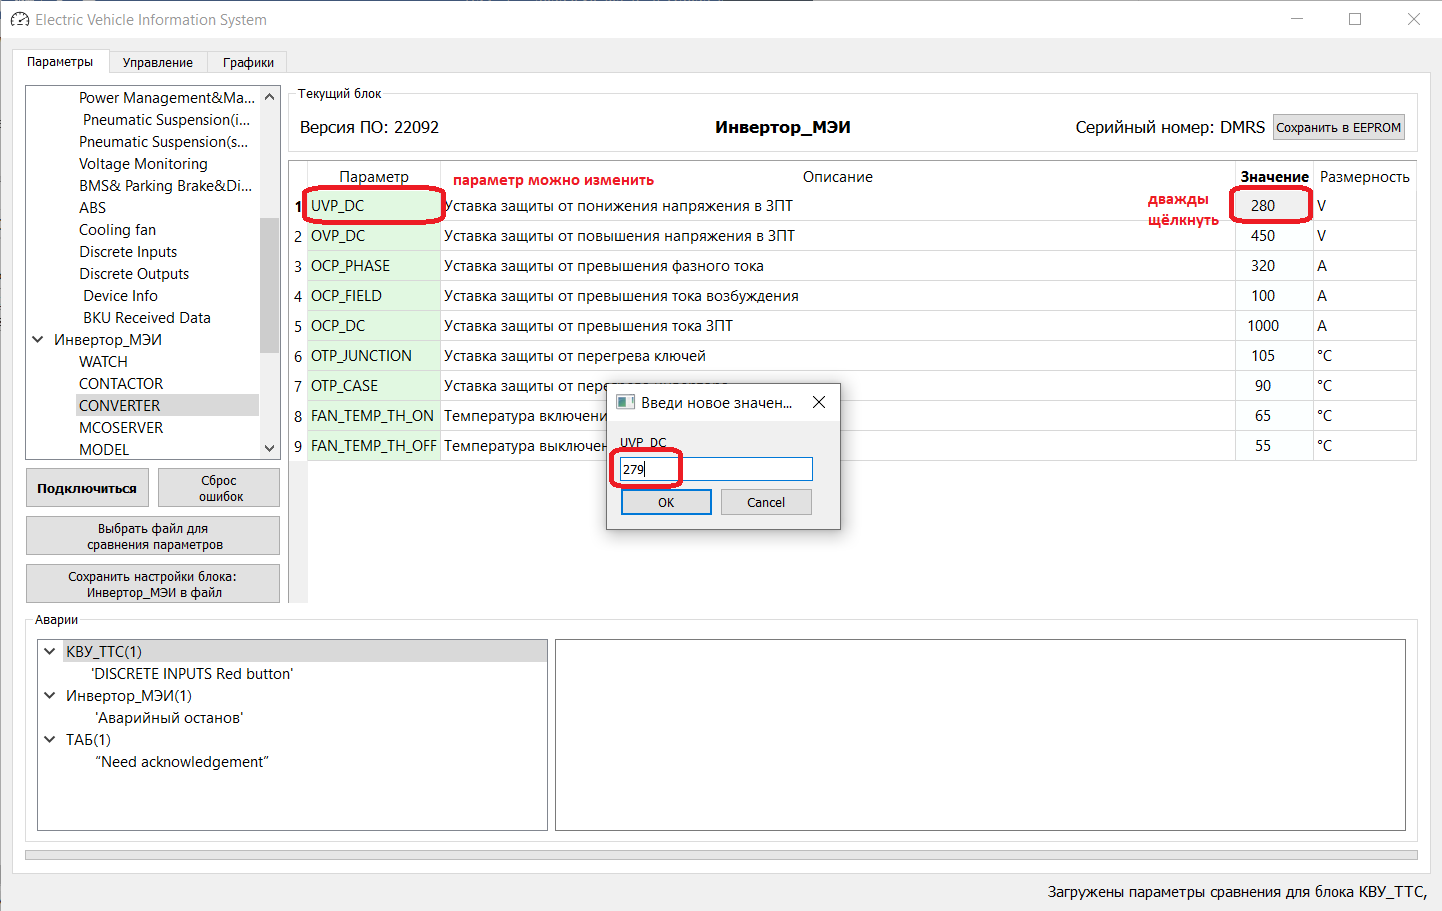 Electric Vehicle Information System
Параметры
Управление
Графики
Power Management&Ma...
Pneumatic Suspension(i...
Pneumatic Suspension(s...
Voltage Monitoring
BMS& Parking Brake&Di...
ABS
Cooling fan
Discrete Inputs
Discrete Outputs
Device Info
BKU Received Data
Инвертор_МЭИ
WATCH
CONTACTOR
CONVERTER
MCOSERVER
MODEL
Подключиться
Сброс
ошибок
Выбрать файл для
сравнения параметров
Сохранить настройки блока:
Инвертор_МЭИ в файл
Текущий блок
Версия ПО: 22092
Инвертор_МЭИ
Серийный номер: DMRS
Сохранить в EEPROM
Параметр параметр можно изменить Описание Значение Размерность
дважды
щёлкнуть
1 UVP_DC Уставка защиты от понижения напряжения в ЗПТ 280 V
2 OVP_DC Уставка защиты от повышения напряжения в ЗПТ 450 V
3 OCP_PHASE Уставка защиты от превышения фазного тока 320 A
4 OCP_FIELD Уставка защиты от превышения тока возбуждения 100 A
5 OCP_DC Уставка защиты от превышения тока ЗПТ 1000 A
6 OTP_JUNCTION Уставка защиты от перегрева ключей 105 °C
7 OTP_CASE Уставка защиты от 90 °C
8 FAN_TEMP_TH_ON Температура 65 °C
9 FAN_TEMP_TH_OFF Температура 55 °C
Введи новое значен...
UVP_DC
279
OK
Cancel
Аварии
КВУ_ТТС(1)
'DISCRETE INPUTS Red button'
Инвертор_МЭИ(1)
'Аварийный останов'
ТАБ(1)
"Need acknowledgement"
Загружены параметры сравнения для блока КВУ_ТТС,